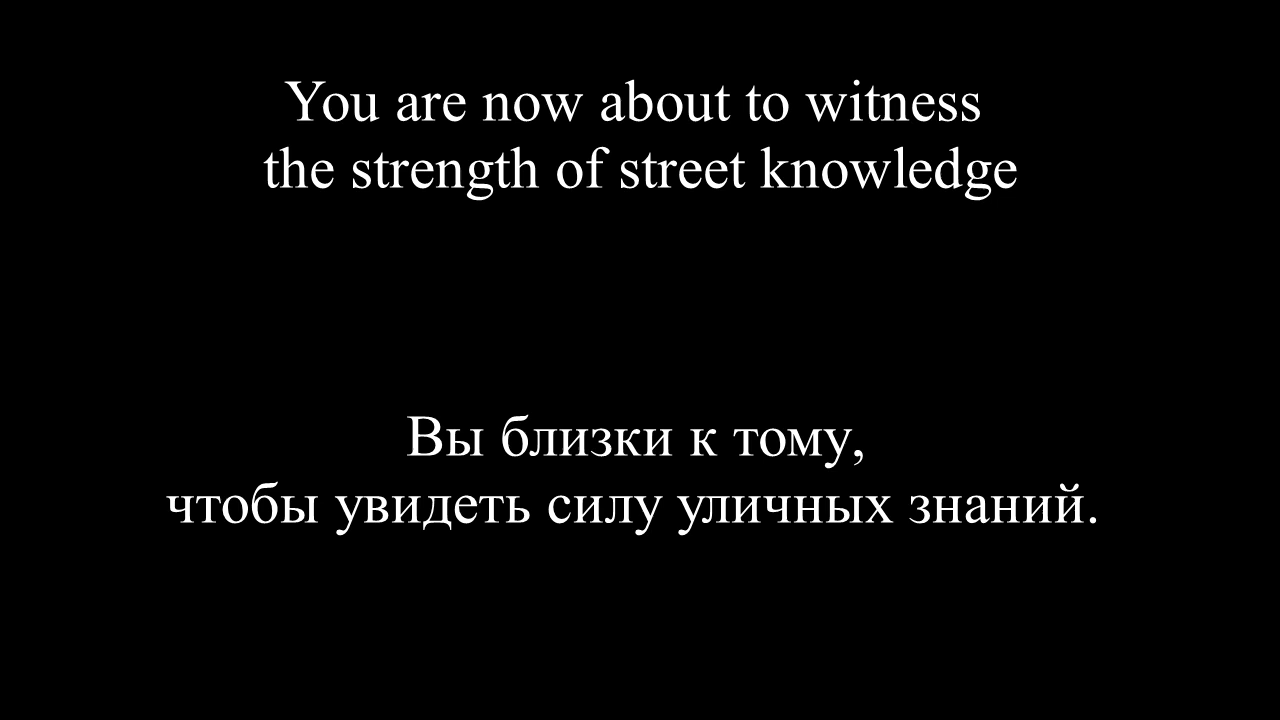 You are now about to witness
the strength of street knowledge
Вы близки к тому,
чтобы увидеть силу уличных знаний.